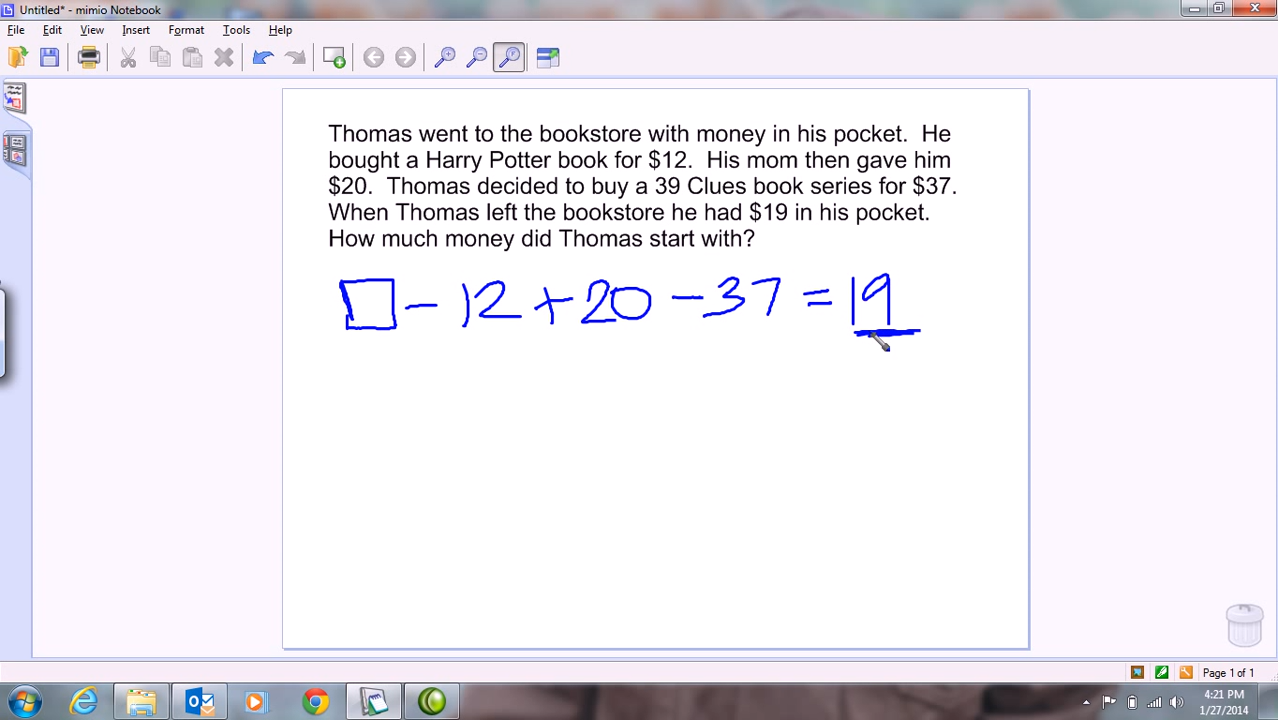 Untitled* - mimio Notebook
File Edit View Insert Format Tools Help
Thomas went to the bookstore with money in his pocket. He
bought a Harry Potter book for $12. His mom then gave him
$20. Thomas decided to buy a 39 Clues book series for $37.
When Thomas left the bookstore he had $19 in his pocket.
How much money did Thomas start with?
□ - 12 + 20 - 37 = 19
Page 1 of 1
4:21 PM
1/27/2014